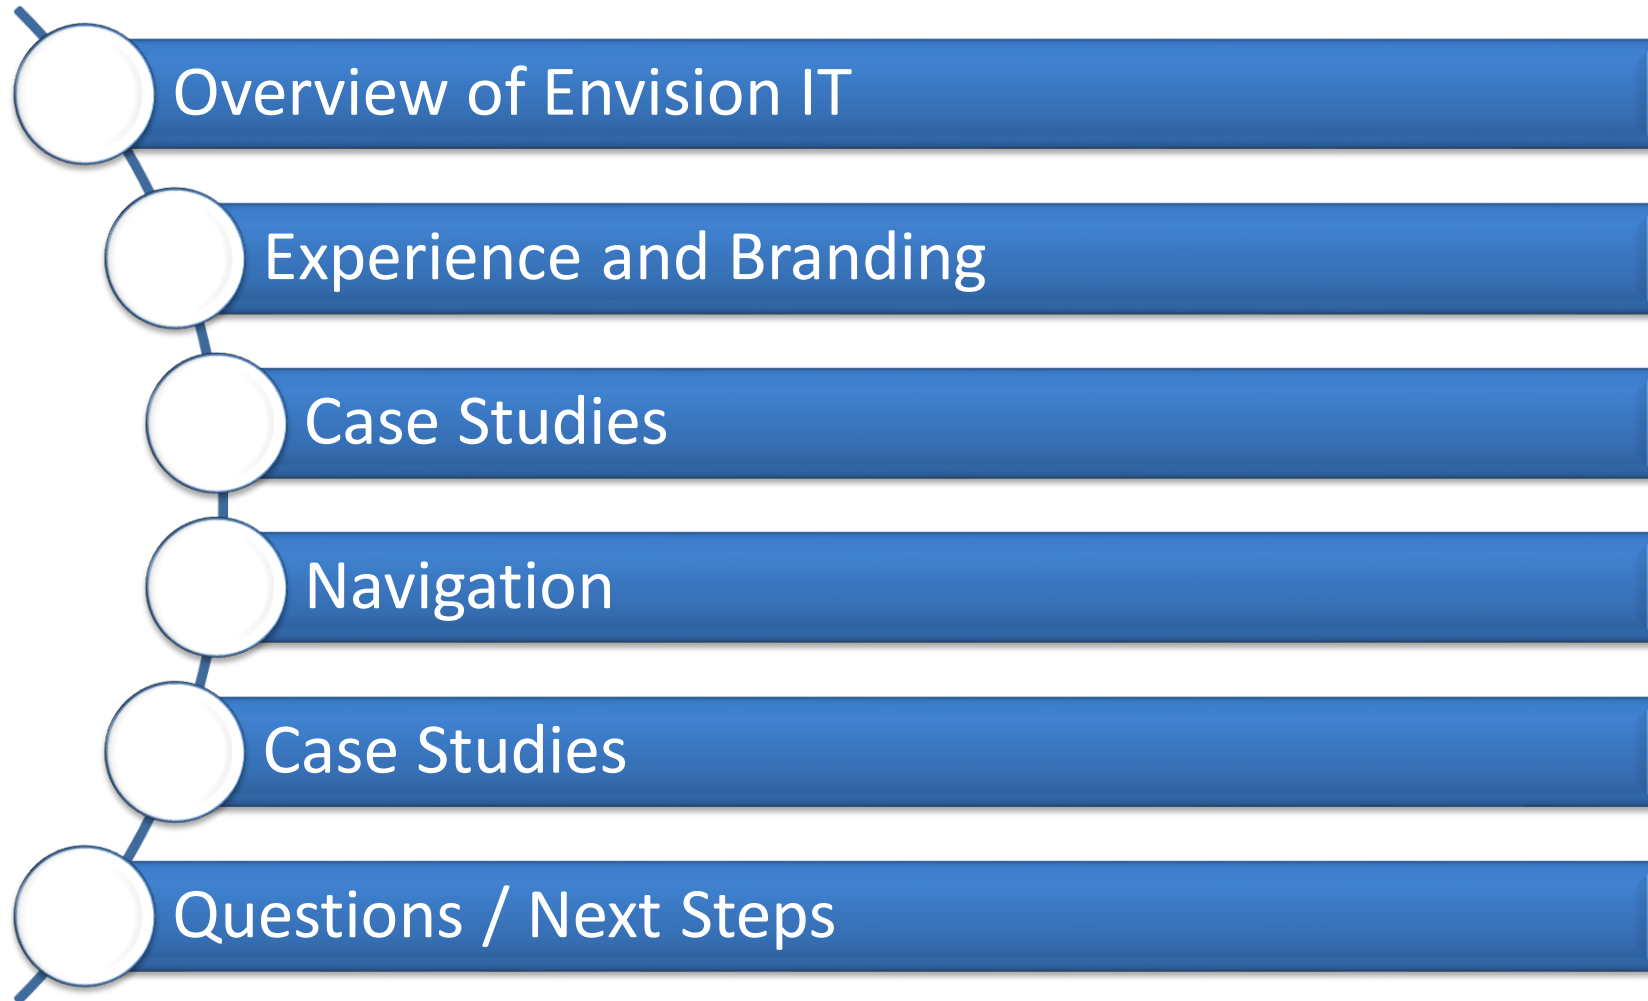 Overview of Envision IT
Experience and Branding
Case Studies
Navigation
Case Studies
Questions / Next Steps